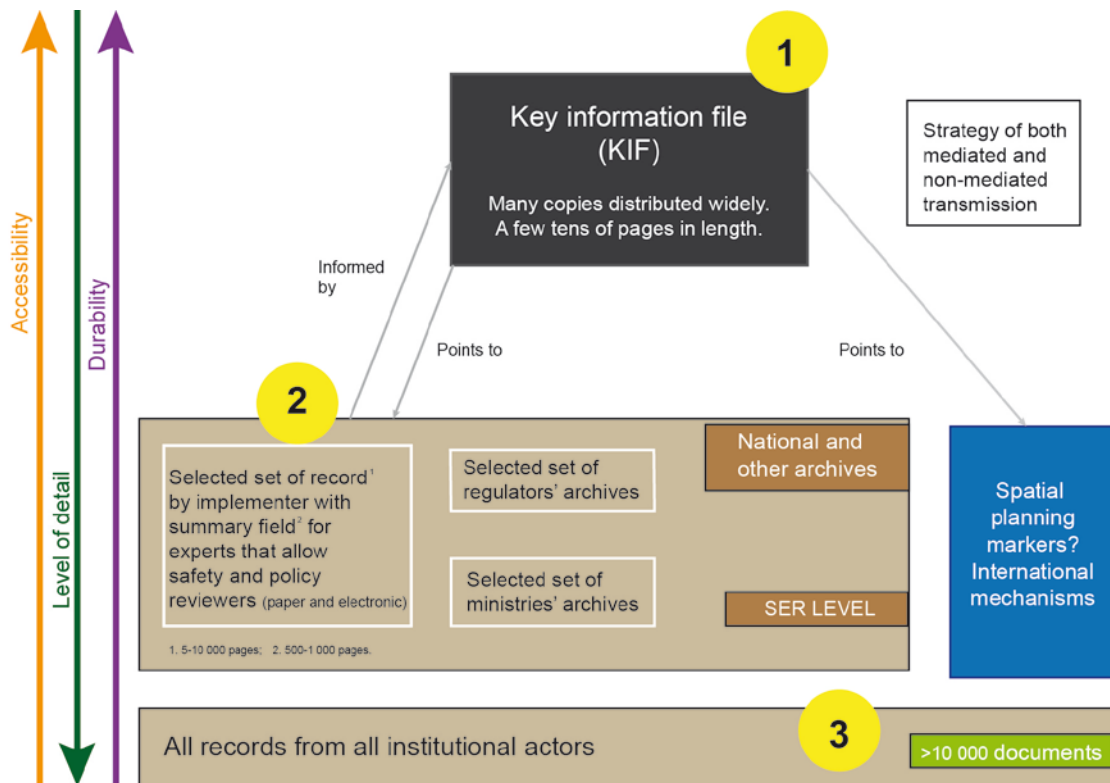 1
Key information file
(KIF)
Many copies distributed widely.
A few tens of pages in length.
Strategy of both
mediated and
non-mediated
transmission
Accessibility
Level of detail
Durability
Informed
by
Points to
Points to
2
Selected set of record¹
by implementer with
summary field² for
experts that allow
safety and policy
reviewers (paper and electronic)
1. 5-10 000 pages; 2. 500-1 000 pages.
Selected set of
regulators' archives
Selected set of
ministries' archives
National and
other archives
SER LEVEL
Spatial
planning
markers?
International
mechanisms
3
All records from all institutional actors
>10 000 documents